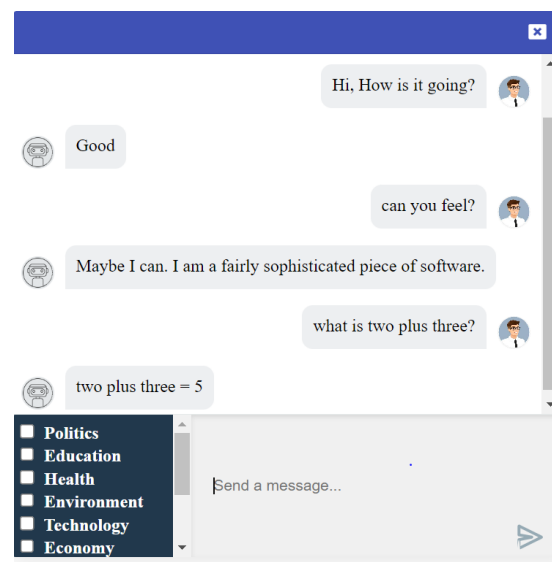 Hi, How is it going?
Good
can you feel?
Maybe I can. I am a fairly sophisticated piece of software.
what is two plus three?
two plus three = 5
Politics
Education
Health
Environment
Technology
Economy
Send a message...